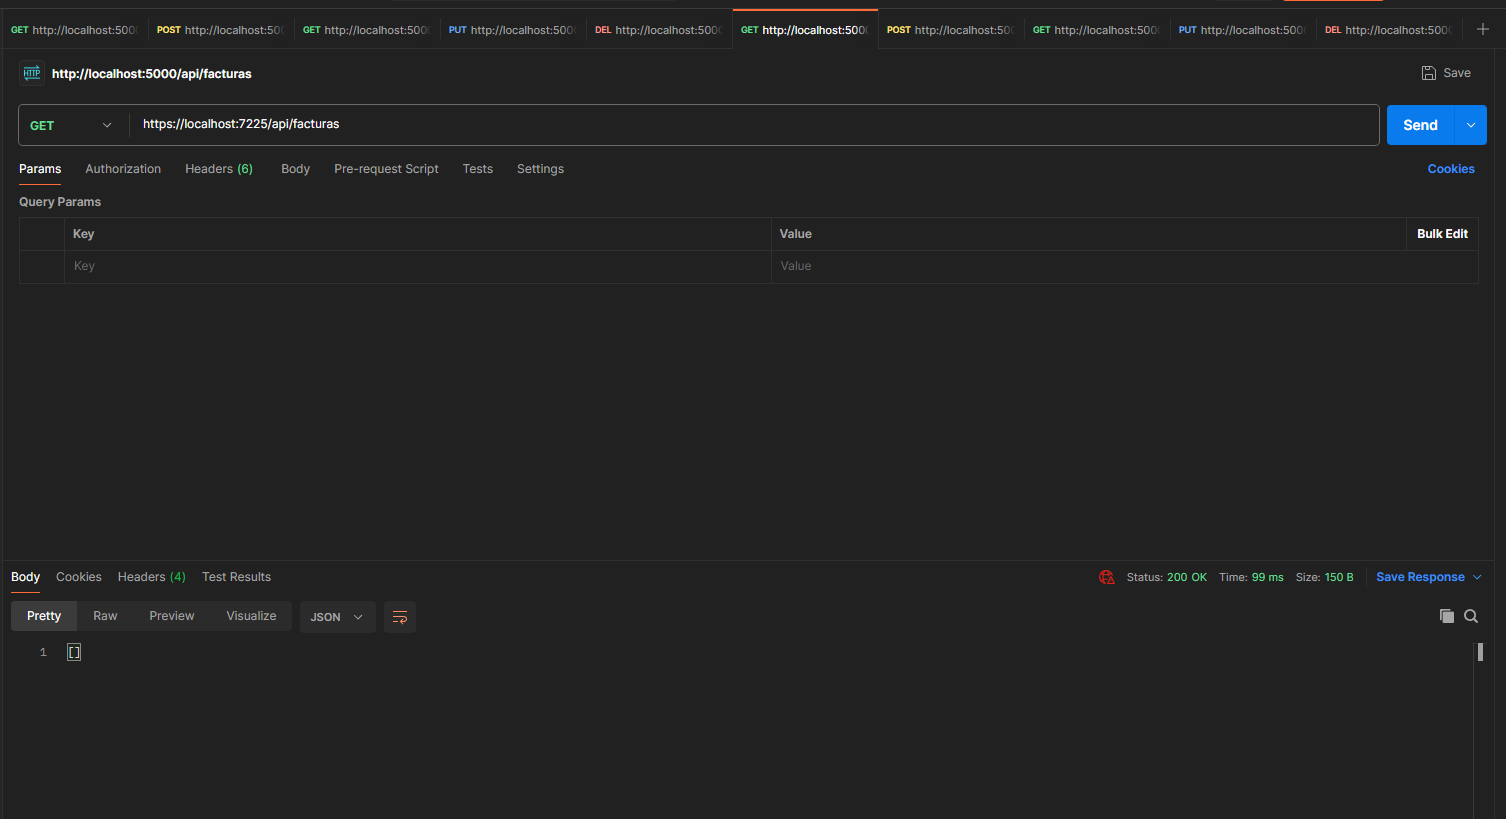 GET http://localhost:500 POST http://localhost:50 GET http://localhost:500 PUT http://localhost:500 DEL http://localhost:500 GET http://localhost:500 POST http://localhost:50 GET http://localhost:500 PUT http://localhost:500 DEL http://localhost:500
HTTP http://localhost:5000/api/facturas Save
GET https://localhost:7225/api/facturas Send
Params Authorization Headers (6) Body Pre-request Script Tests Settings Cookies
Query Params
Key Value Bulk Edit
Key Value
Body Cookies Headers (4) Test Results Status: 200 OK Time: 99 ms Size: 150 B Save Response
Pretty Raw Preview Visualize JSON
1 []